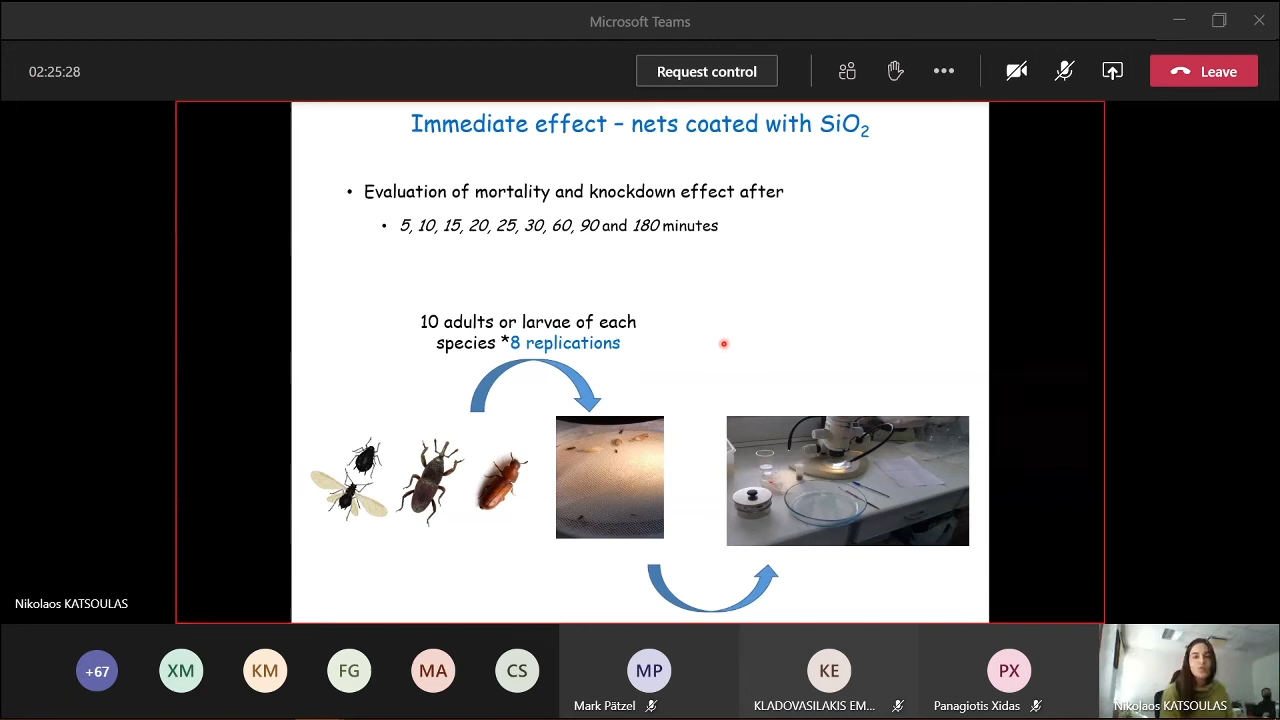 Microsoft Teams
02:25:28
Request control
Leave
Immediate effect – nets coated with SiO₂
• Evaluation of mortality and knockdown effect after
• 5, 10, 15, 20, 25, 30, 60, 90 and 180 minutes
10 adults or larvae of each
species *8 replications
Nikolaos KATSOULAS
+67
XM
KM
FG
MA
CS
MP
KE
PX
Mark Pätzel
KLADOVASILAKIS EM...
Panagiotis Xidas
Nikolaos KATSOULAS